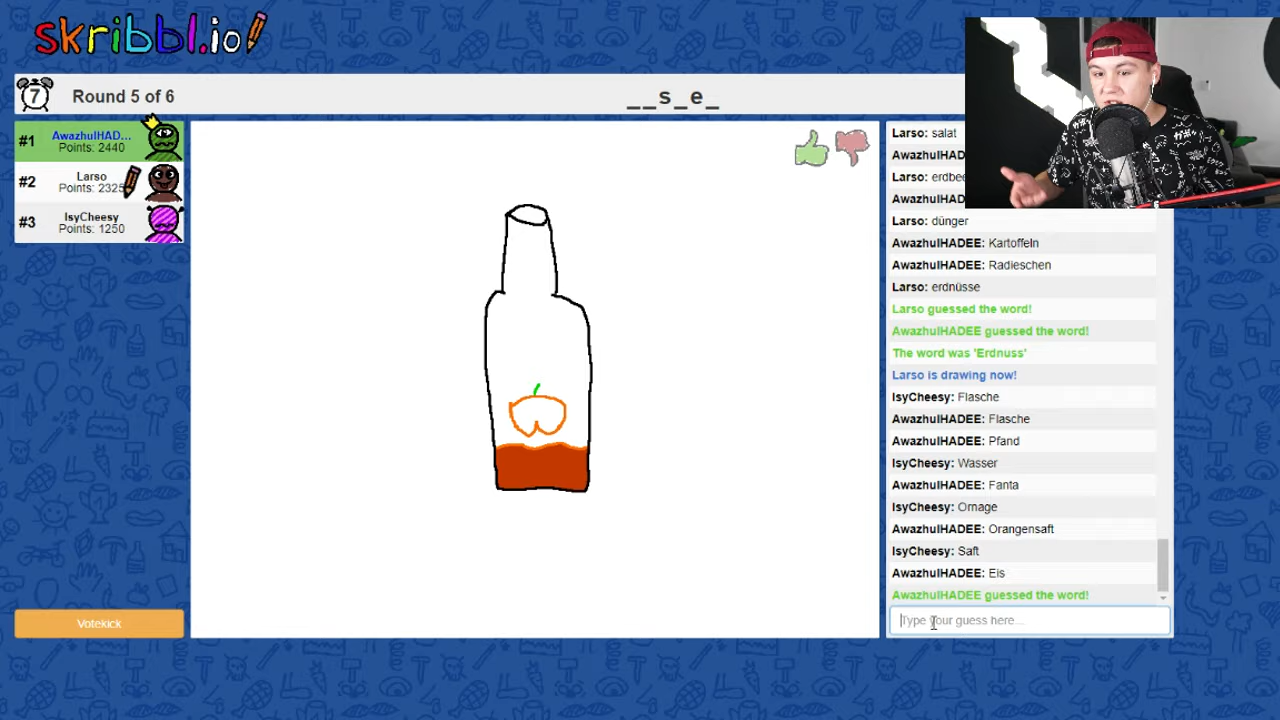 skribbl.io
7
Round 5 of 6
__s_e_
#1
AwazhulHAD...
Points: 2440
#2
Larso
Points: 2325
#3
IsyCheesy
Points: 1250
Votekick
Larso: salat
AwazhulHAD
Larso: erdbee
AwazhulHAD
Larso: dünger
AwazhulHADEE: Kartoffeln
AwazhulHADEE: Radieschen
Larso: erdnüsse
Larso guessed the word!
AwazhulHADEE guessed the word!
The word was 'Erdnuss'
Larso is drawing now!
IsyCheesy: Flasche
AwazhulHADEE: Flasche
AwazhulHADEE: Pfand
IsyCheesy: Wasser
AwazhulHADEE: Fanta
IsyCheesy: Ornage
AwazhulHADEE: Orangensaft
IsyCheesy: Saft
AwazhulHADEE: Eis
AwazhulHADEE guessed the word!
Type your guess here...